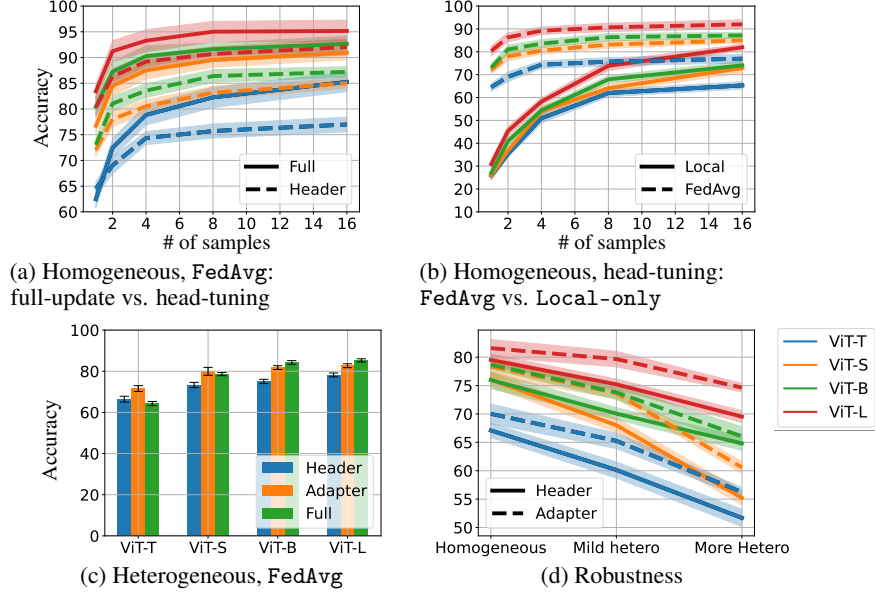 100
95
90
85
80
75
70
65
60
Accuracy
Full
Header
2 4 6 8 10 12 14 16
# of samples
(a) Homogeneous, FedAvg:
full-update vs. head-tuning
100
90
80
70
60
50
40
30
20
10
Local
FedAvg
0 2 4 6 8 10 12 14 16
# of samples
(b) Homogeneous, head-tuning:
FedAvg vs. Local-only
100
80
60
40
20
0
Accuracy
Header
Adapter
Full
ViT-T ViT-S ViT-B ViT-L
(c) Heterogeneous, FedAvg
80
75
70
65
60
55
50
Header
Adapter
Homogeneous Mild hetero More Hetero
(d) Robustness
ViT-T
ViT-S
ViT-B
ViT-L